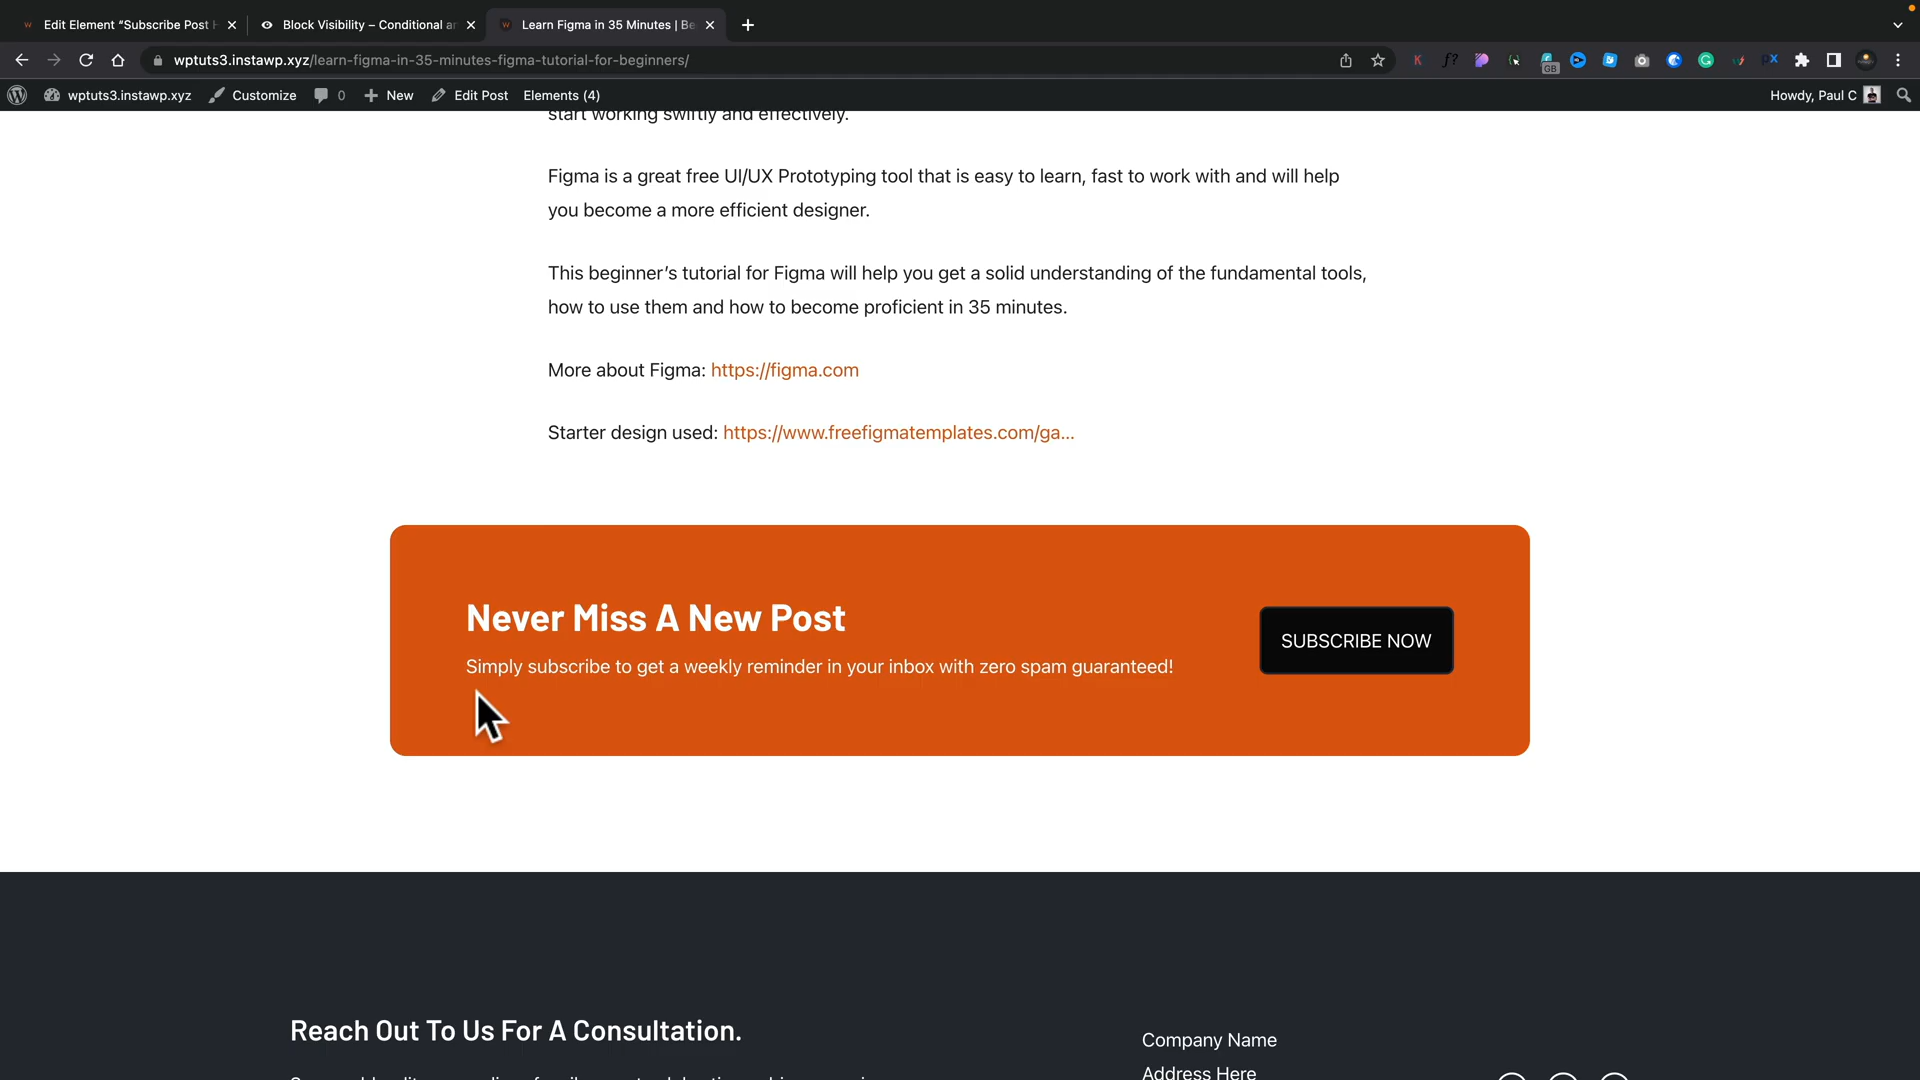 Edit Element “Subscribe Post H
Block Visibility – Conditional an
Learn Figma in 35 Minutes | Be
wptuts3.instawp.xyz/learn-figma-in-35-minutes-figma-tutorial-for-beginners/
wptuts3.instawp.xyz
Customize
0
New
Edit Post
Elements (4)
Howdy, Paul C
start working swiftly and effectively.
Figma is a great free UI/UX Prototyping tool that is easy to learn, fast to work with and will help
you become a more efficient designer.
This beginner’s tutorial for Figma will help you get a solid understanding of the fundamental tools,
how to use them and how to become proficient in 35 minutes.
More about Figma: https://figma.com
Starter design used: https://www.freefigmatemplates.com/ga...
Never Miss A New Post
Simply subscribe to get a weekly reminder in your inbox with zero spam guaranteed!
SUBSCRIBE NOW
Reach Out To Us For A Consultation.
Company Name
Address Here